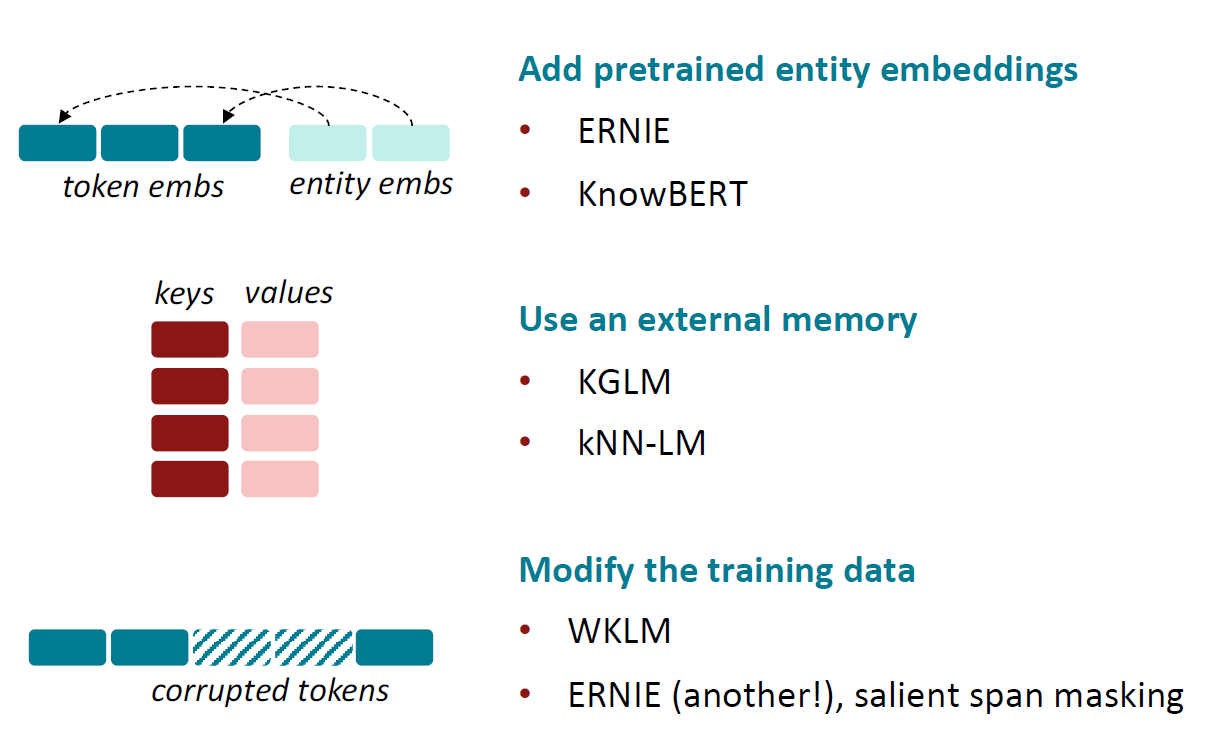 Add pretrained entity embeddings
• ERNIE
• KnowBERT
token embs
entity embs
keys values
Use an external memory
• KGLM
• kNN-LM
Modify the training data
• WKLM
• ERNIE (another!), salient span masking
corrupted tokens